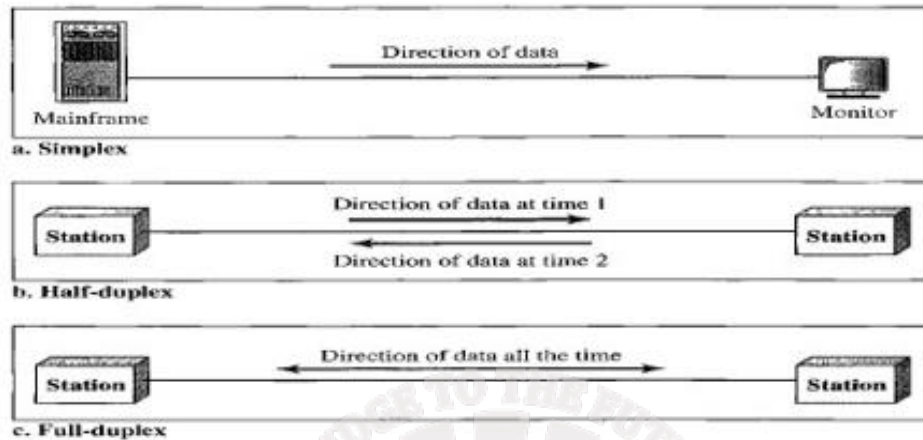 Direction of data
Mainframe
Monitor
a. Simplex
Direction of data at time 1
Station
Station
Direction of data at time 2
b. Half-duplex
Direction of data all the time
Station
Station
c. Full-duplex